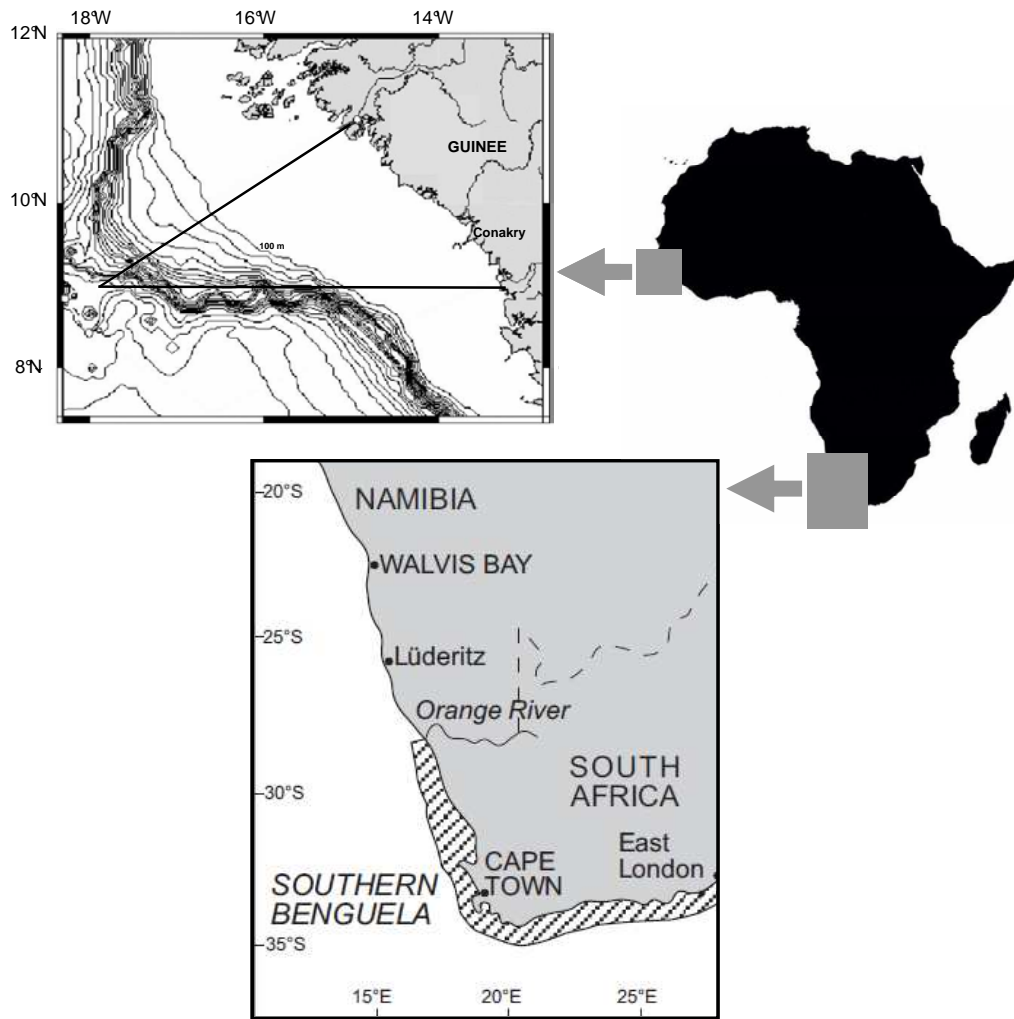 18°W 16°W 14°W
12°N
GUINEE
10°N
Conakry
100 m
8°N
20°S
NAMIBIA
WALVIS BAY
25°S
Lüderitz
Orange River
SOUTH
AFRICA
30°S
East
London
CAPE
TOWN
SOUTHERN
BENGUELA
35°S
15°E 20°E 25°E